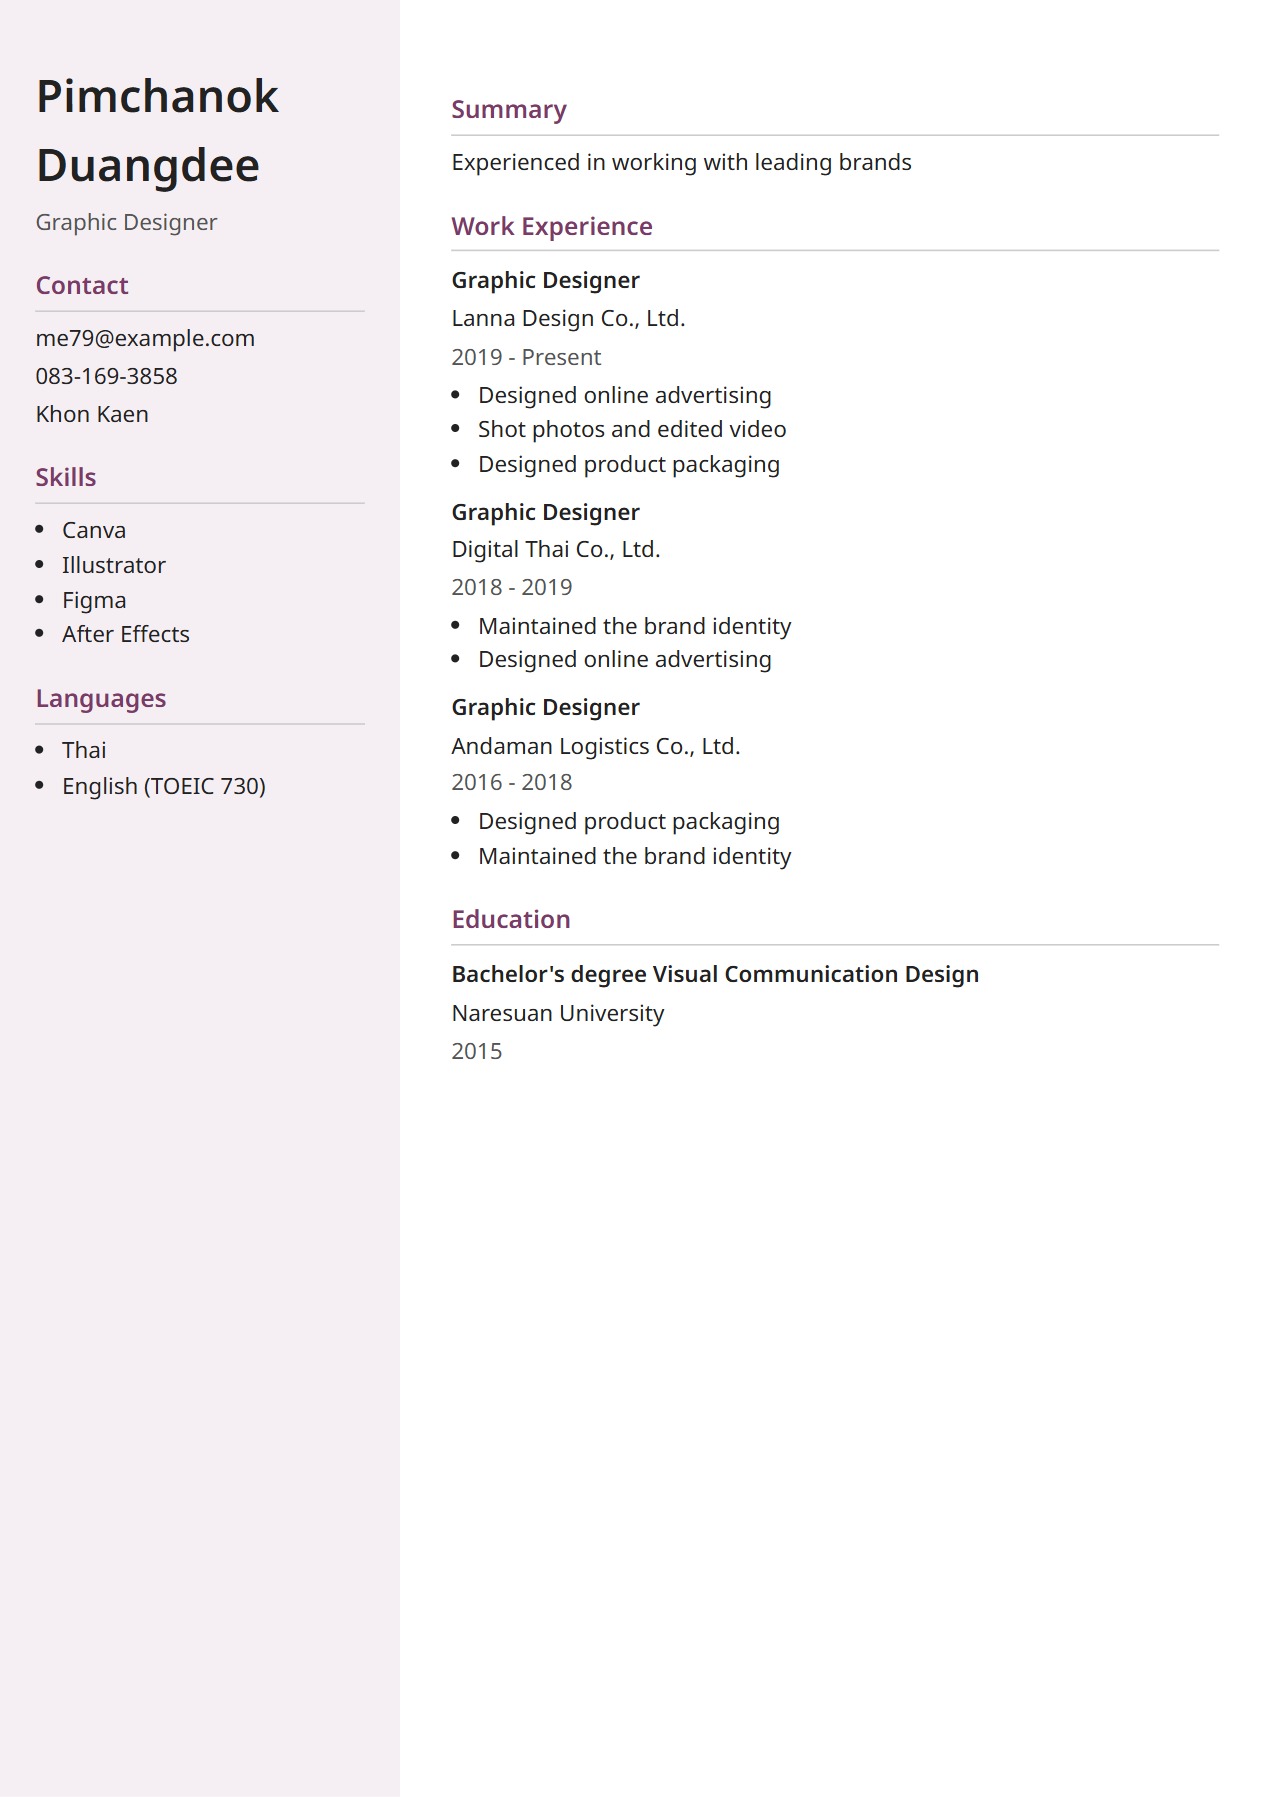 Pimchanok
Duangdee
Graphic Designer
Contact
me79@example.com
083-169-3858
Khon Kaen
Skills
• Canva
• Illustrator
• Figma
• After Effects
Languages
• Thai
• English (TOEIC 730)
Summary
Experienced in working with leading brands
Work Experience
Graphic Designer
Lanna Design Co., Ltd.
2019 - Present
• Designed online advertising
• Shot photos and edited video
• Designed product packaging
Graphic Designer
Digital Thai Co., Ltd.
2018 - 2019
• Maintained the brand identity
• Designed online advertising
Graphic Designer
Andaman Logistics Co., Ltd.
2016 - 2018
• Designed product packaging
• Maintained the brand identity
Education
Bachelor's degree Visual Communication Design
Naresuan University
2015